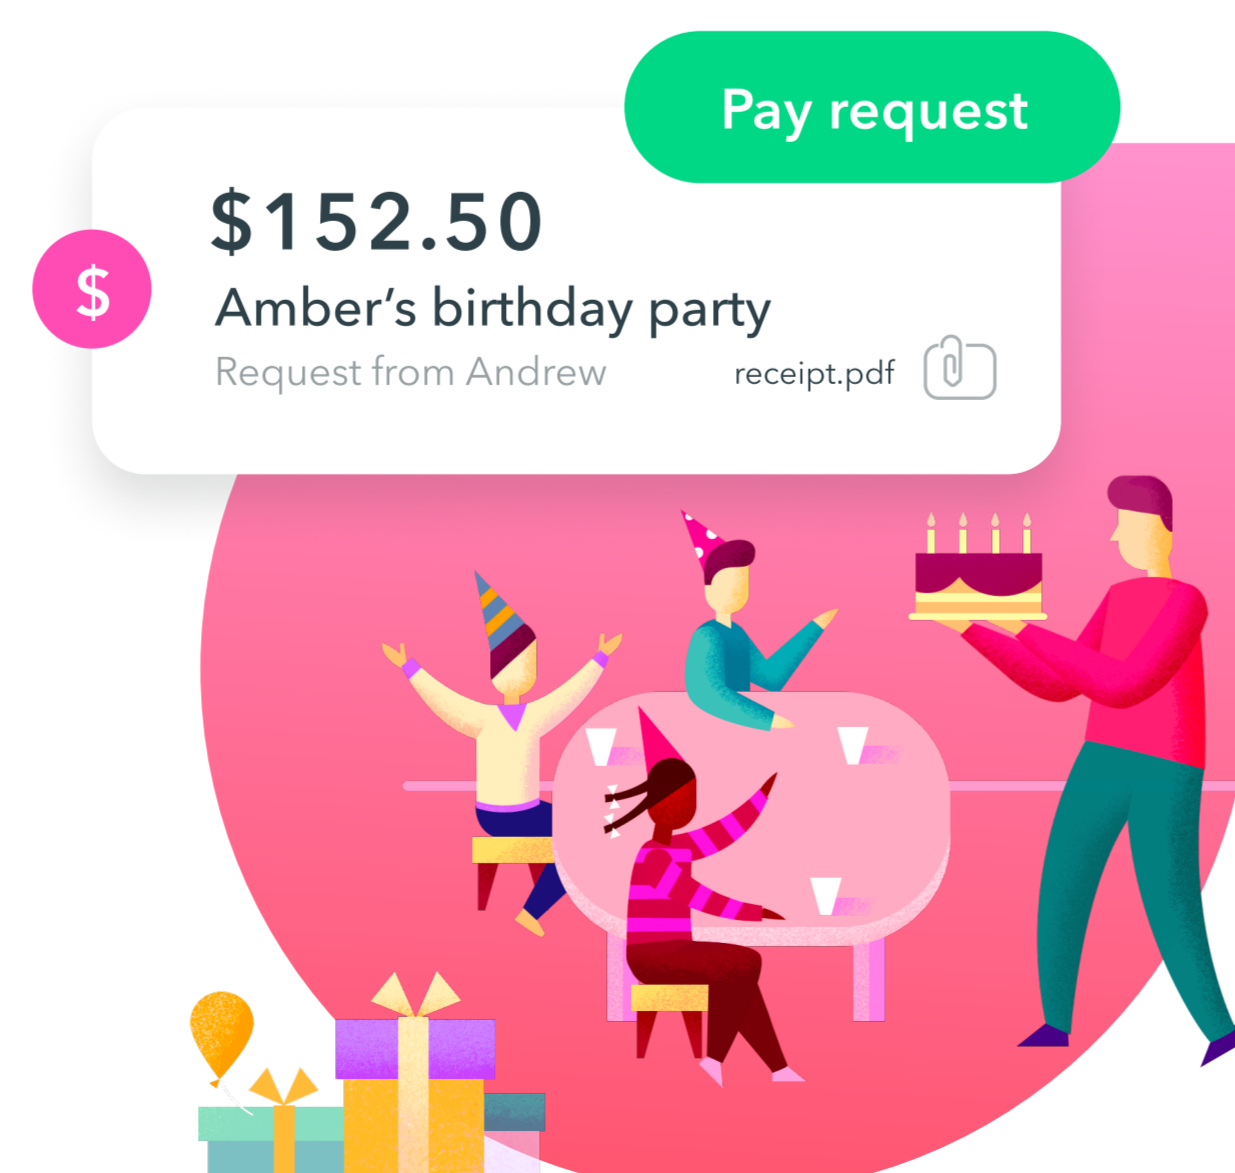 Pay request
$152.50
$
Amber’s birthday party
Request from Andrew
receipt.pdf